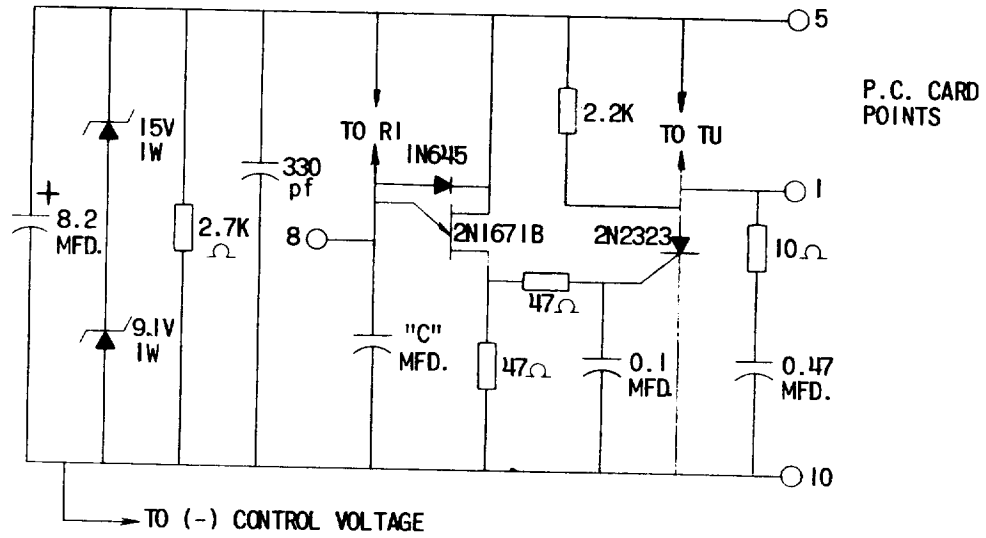 5
P.C. CARD
POINTS
15V
1W
TO R1
1N645
2.2K
TO TU
330
pf
1
+
8.2
MFD.
2.7K
Ω
8
2N1671B
2N2323
10Ω
47Ω
9.1V
1W
"C"
MFD.
47Ω
0.1
MFD.
0.47
MFD.
10
TO (-) CONTROL VOLTAGE